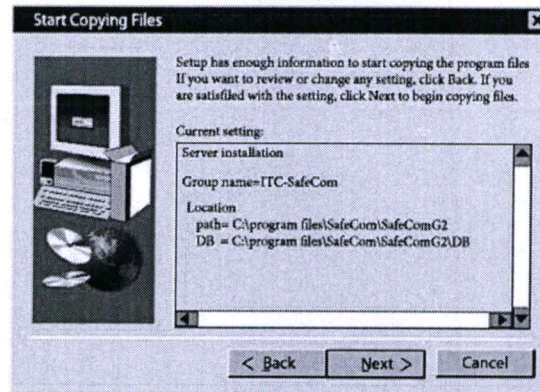 Start Copying Files
Setup has enough information to start copying the program files
If you want to review or change any setting, click Back. If you
are satisfiled with the setting, click Next to begin copying files.
Current setting:
Server installation
Group name=ITC-SafeCom
Location
path= C:\program files\SafeCom\SafeComG2
DB = C:\program files\SafeCom\SafeComG2\DB
< Back
Next >
Cancel